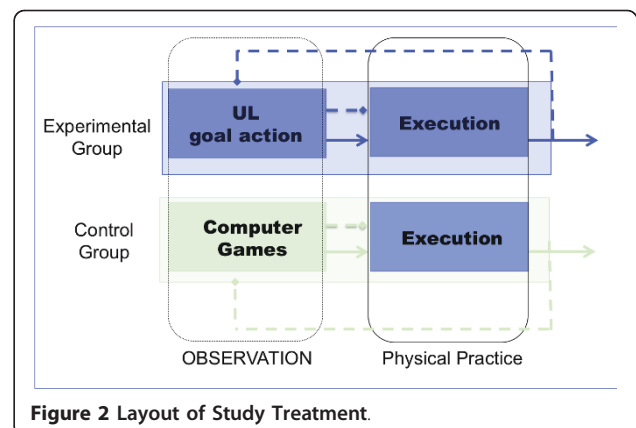 Experimental
Group
UL
goal action
Execution
Control
Group
Computer
Games
Execution
OBSERVATION
Physical Practice
Figure 2 Layout of Study Treatment.